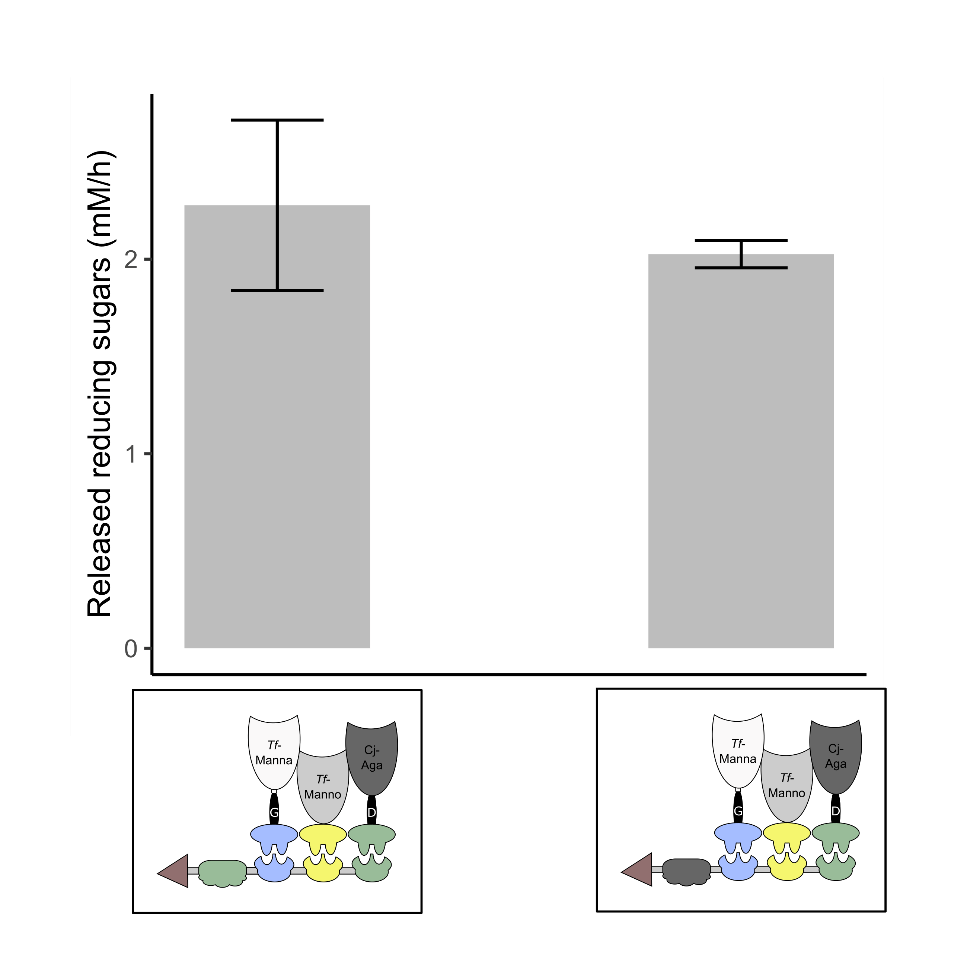 Released reducing sugars (mM/h)
2
1
0
Tf-
Manna
Tf-
Manno
Cj-
Aga
G
D
Tf-
Manna
Tf-
Manno
Cj-
Aga
G
D